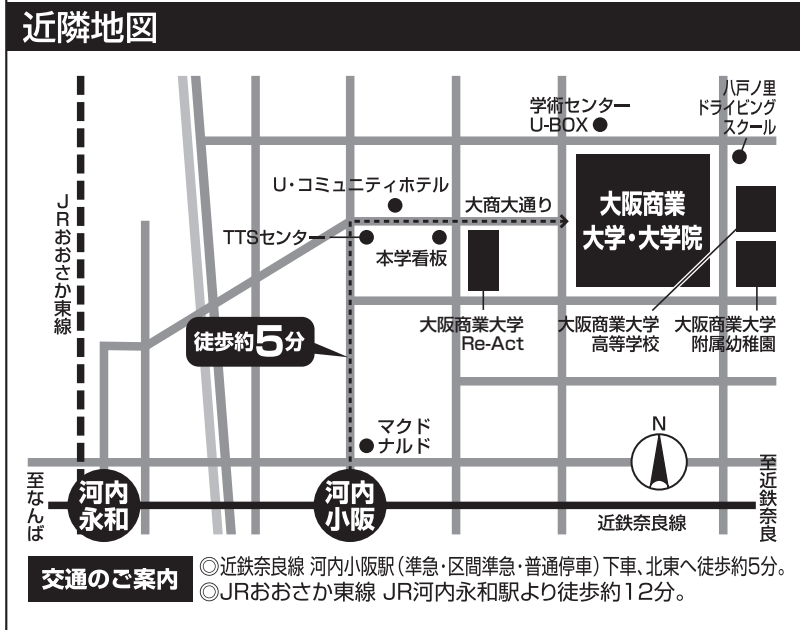 近隣地図
学術センター
U-BOX
八戸ノ里
ドライビング
スクール
U・コミュニティホテル
大商大通り
大阪商業
大学・大学院
JRおおさか東線
TTSセンター
本学看板
徒歩約5分
大阪商業大学
Re-Act
大阪商業大学
高等学校
大阪商業大学
附属幼稚園
マクド
ナルド
N
至なんば
河内
永和
河内
小阪
近鉄奈良線
至近鉄奈良
交通のご案内
◎近鉄奈良線 河内小阪駅(準急・区間準急・普通停車)下車、北東へ徒歩約5分。
◎JRおおさか東線 JR河内永和駅より徒歩約12分。